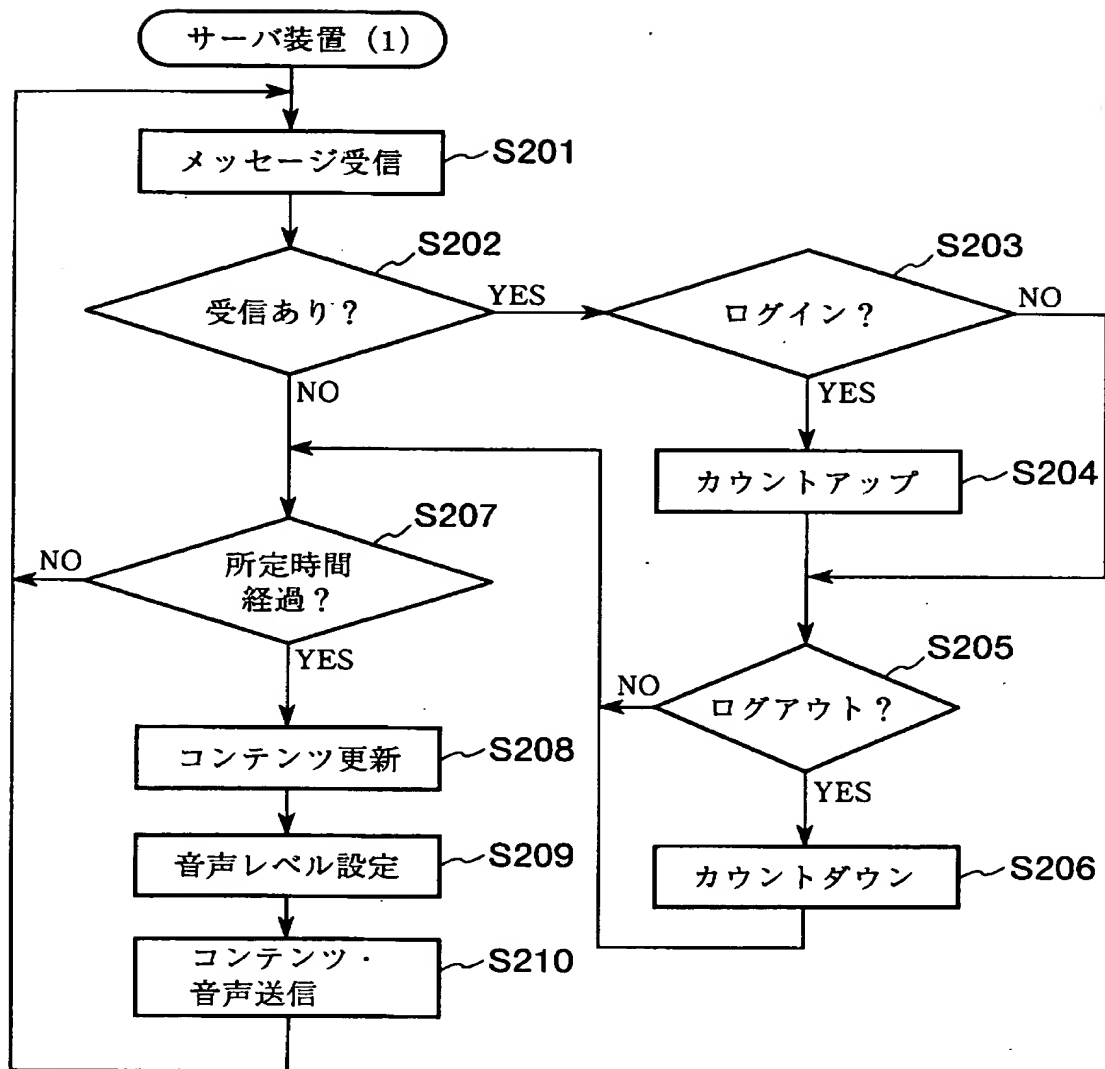 サーバ装置 (1)
メッセージ受信
S201
S202
受信あり?
YES
NO
S203
ログイン?
NO
YES
カウントアップ
S204
S205
ログアウト?
NO
YES
カウントダウン
S206
S207
所定時間
経過?
NO
YES
コンテンツ更新
S208
音声レベル設定
S209
コンテンツ・
音声送信
S210